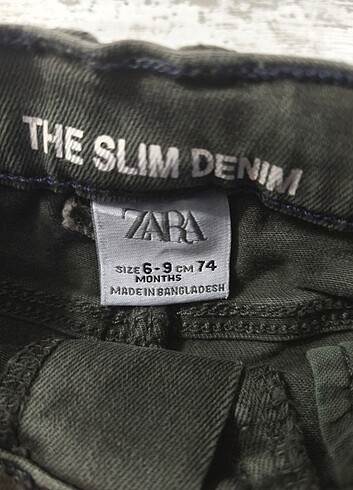 THE SLIM DENIM
ZARA
SIZE 6-9 CM 74
MONTHS
MADE IN BANGLADESH